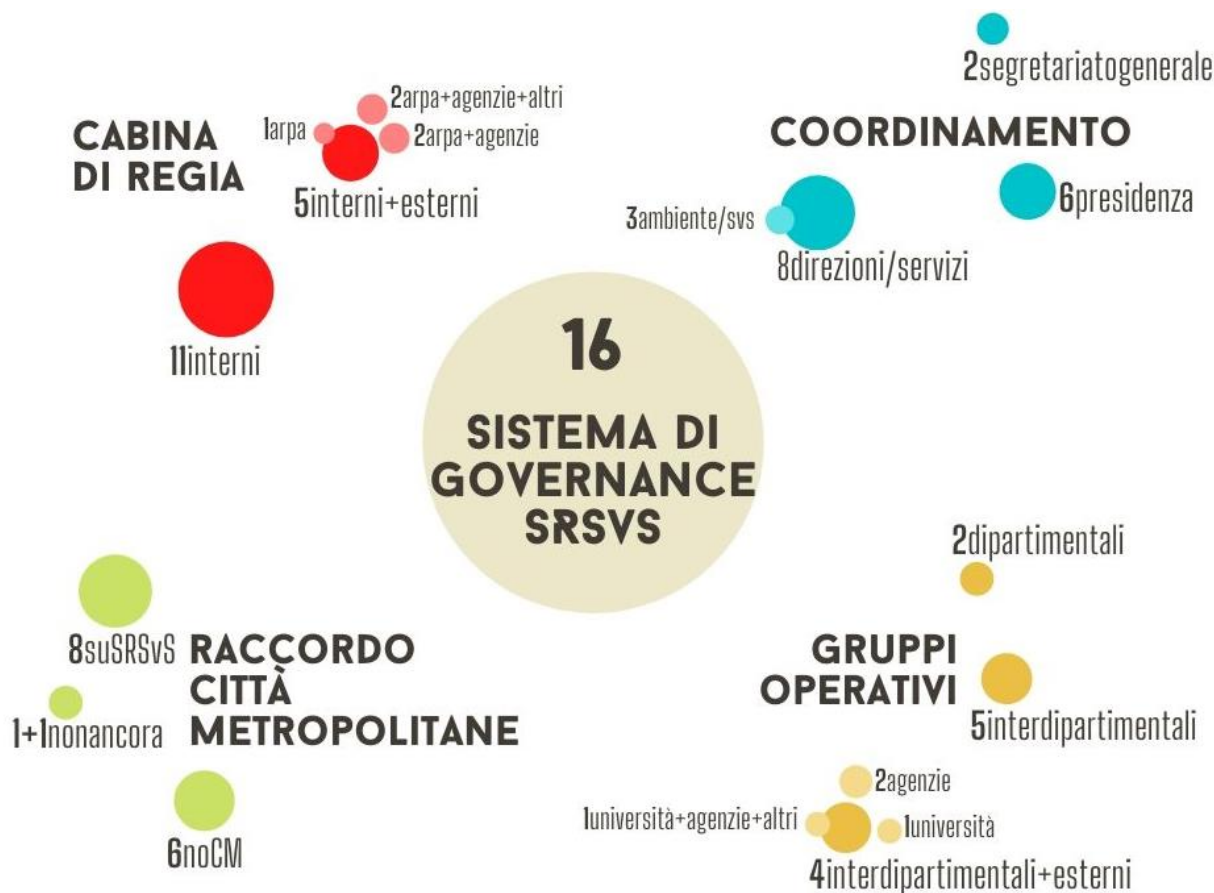 CABINA
DI REGIA
1arpa
2arpa+agenzie+altri
2arpa+agenzie
5interni+esterni
11interni
COORDINAMENTO
2segretariatogenerale
6presidenza
3ambiente/svs
8direzioni/servizi
16
SISTEMA DI
GOVERNANCE
SRSVS
RACCORDO
CITTÀ
METROPOLITANE
8suSRSvS
1+1nonancora
6noCM
GRUPPI
OPERATIVI
2dipartimentali
5interdipartimentali
2agenzie
1università+agenzie+altri
1università
4interdipartimentali+esterni